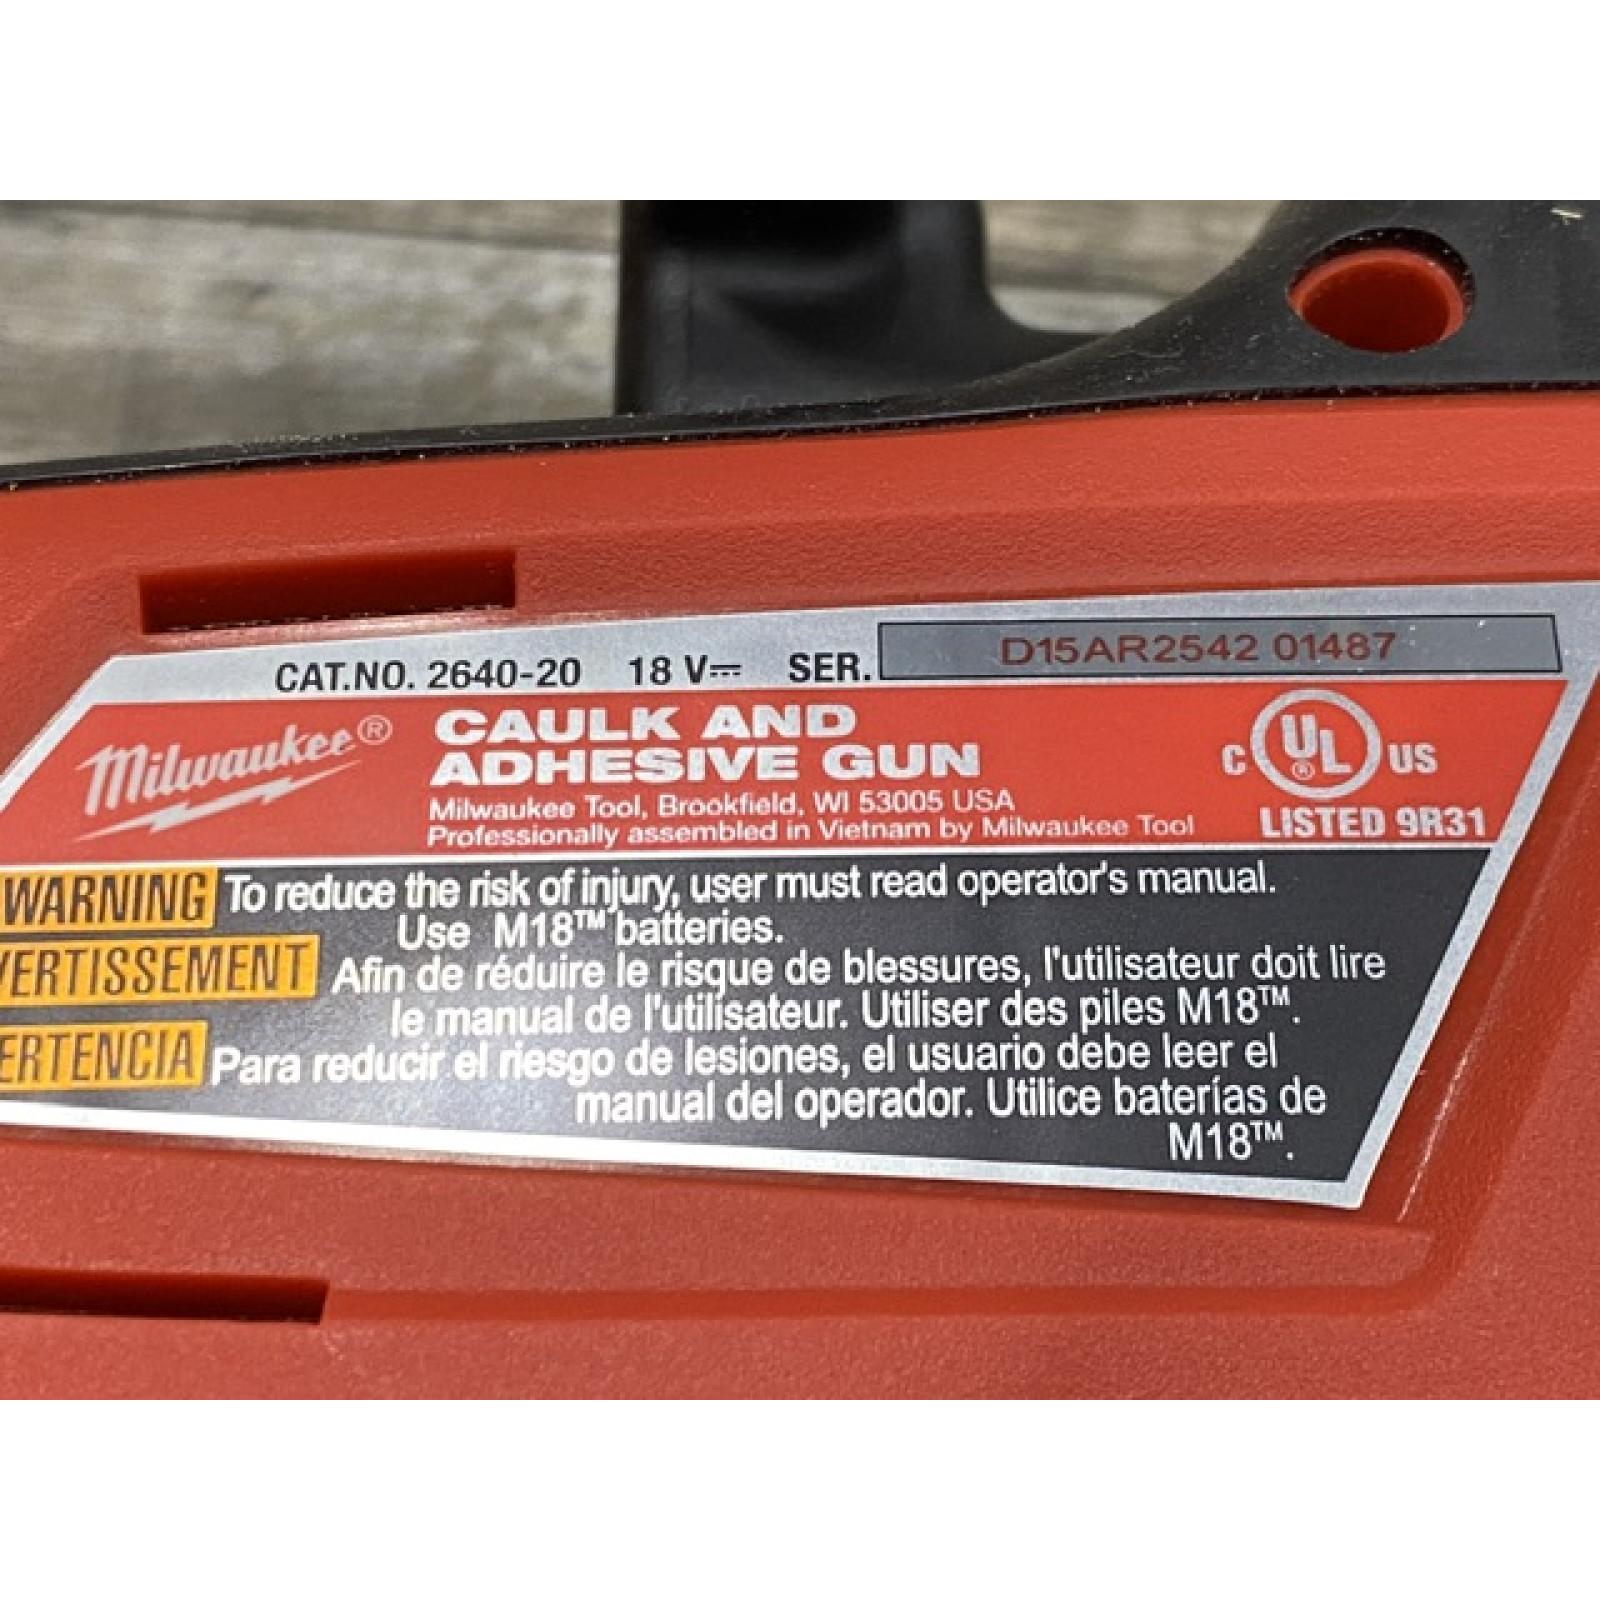 CAT.NO. 2640-20 18 V⎓ SER. D15AR2542 01487
Milwaukee®
CAULK AND
ADHESIVE GUN
Milwaukee Tool, Brookfield, WI 53005 USA
Professionally assembled in Vietnam by Milwaukee Tool
C UL® US
LISTED 9R31
WARNING To reduce the risk of injury, user must read operator's manual.
Use M18™ batteries.
VERTISSEMENT Afin de réduire le risque de blessures, l'utilisateur doit lire
le manual de l'utilisateur. Utiliser des piles M18™.
ERTENCIA Para reducir el riesgo de lesiones, el usuario debe leer el
manual del operador. Utilice baterías de
M18™.